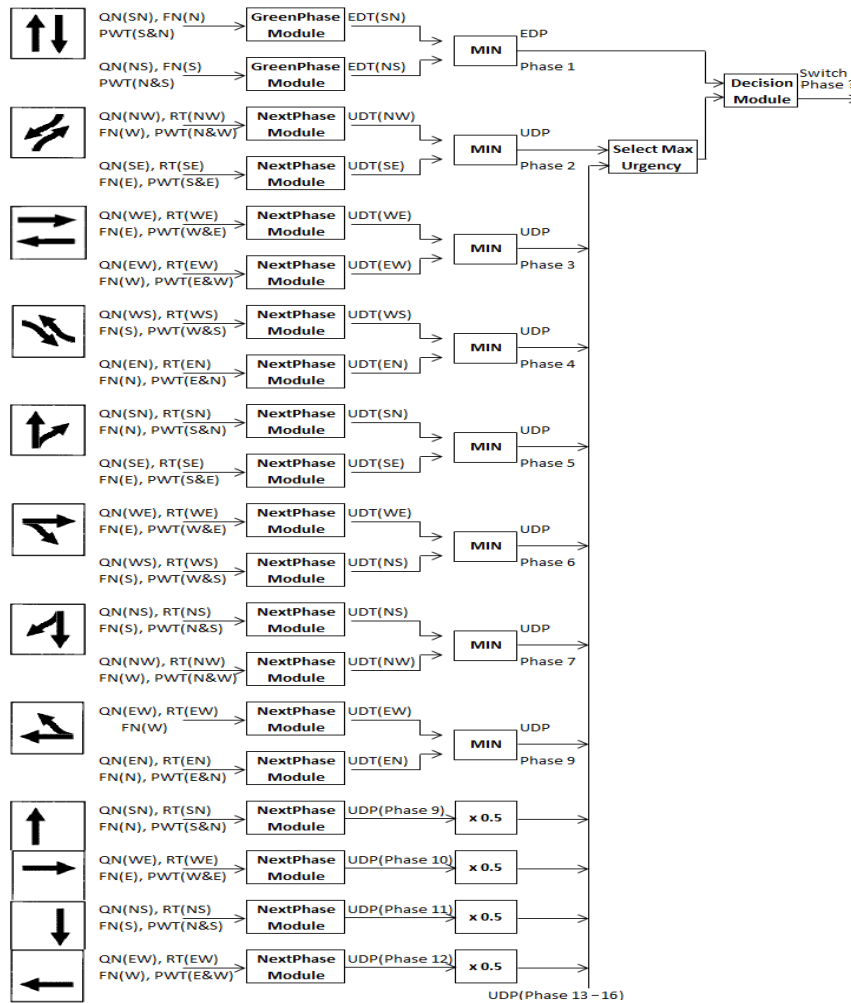 QN(SN), FN(N)
PWT(S&N)
GreenPhase
Module
EDT(SN)
QN(NS), FN(S)
PWT(N&S)
GreenPhase
Module
EDT(NS)
MIN
EDP
Phase 1
Decision
Module
Switch
Phase ?
QN(NW), RT(NW)
FN(W), PWT(N&W)
NextPhase
Module
UDT(NW)
QN(SE), RT(SE)
FN(E), PWT(S&E)
NextPhase
Module
UDT(SE)
MIN
UDP
Phase 2
Select Max
Urgency
QN(WE), RT(WE)
FN(E), PWT(W&E)
NextPhase
Module
UDT(WE)
QN(EW), RT(EW)
FN(W), PWT(E&W)
NextPhase
Module
UDT(EW)
MIN
UDP
Phase 3
QN(WS), RT(WS)
FN(S), PWT(W&S)
NextPhase
Module
UDT(WS)
QN(EN), RT(EN)
FN(N), PWT(E&N)
NextPhase
Module
UDT(EN)
MIN
UDP
Phase 4
QN(SN), RT(SN)
FN(N), PWT(S&N)
NextPhase
Module
UDT(SN)
QN(SE), RT(SE)
FN(E), PWT(S&E)
NextPhase
Module
UDT(SE)
MIN
UDP
Phase 5
QN(WE), RT(WE)
FN(E), PWT(W&E)
NextPhase
Module
UDT(WE)
QN(WS), RT(WS)
FN(S), PWT(W&S)
NextPhase
Module
UDT(NS)
MIN
UDP
Phase 6
QN(NS), RT(NS)
FN(S), PWT(N&S)
NextPhase
Module
UDT(NS)
QN(NW), RT(NW)
FN(W), PWT(N&W)
NextPhase
Module
UDT(NW)
MIN
UDP
Phase 7
QN(EW), RT(EW)
FN(W)
NextPhase
Module
UDT(EW)
QN(EN), RT(EN)
FN(N), PWT(E&N)
NextPhase
Module
UDT(EN)
MIN
UDP
Phase 9
QN(SN), RT(SN)
FN(N), PWT(S&N)
NextPhase
Module
UDP(Phase 9)
x 0.5
QN(WE), RT(WE)
FN(E), PWT(W&E)
NextPhase
Module
UDP(Phase 10)
x 0.5
QN(NS), RT(NS)
FN(S), PWT(N&S)
NextPhase
Module
UDP(Phase 11)
x 0.5
QN(EW), RT(EW)
FN(W), PWT(E&W)
NextPhase
Module
UDP(Phase 12)
x 0.5
UDP(Phase 13 – 16)